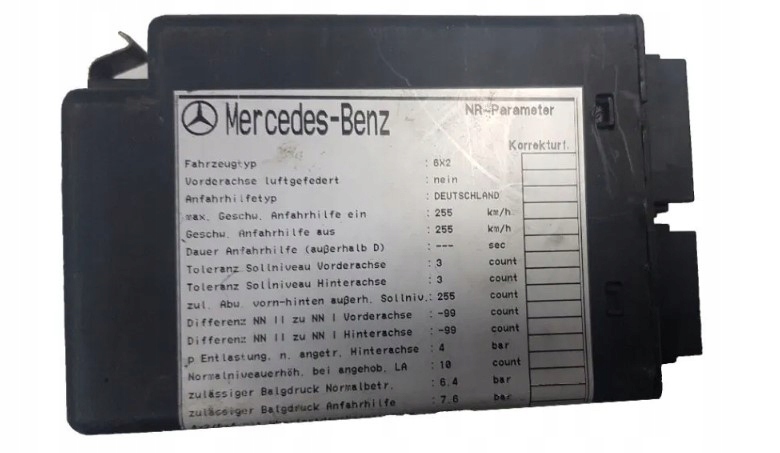 Mercedes-Benz NR-Parameter
Korrekturf.
Fahrzeugtyp : 6X2
Vorderachse luftgefedert : nein
Anfahrhilfetyp : DEUTSCHLAND
max. Geschw. Anfahrhilfe ein : 255 km/h
Geschw. Anfahrhilfe aus : 255 km/h
Dauer Anfahrhilfe (außerhalb D) : --- sec
Toleranz Sollniveau Vorderachse : 3 count
Toleranz Sollniveau Hinterachse : 3 count
zul. Abw. vorn-hinten außerh. Sollniv.: 255 count
Differenz NN II zu NN I Vorderachse : -99 count
Differenz NN II zu NN I Hinterachse : -99 count
p Entlastung. n. angetr. Hinterachse : 4 bar
Normalniveauerhöh. bei angehob. LA : 10 count
zulässiger Balgdruck Normalbetr. : 6.4 bar
zulässiger Balgdruck Anfahrhilfe : 7.6 bar